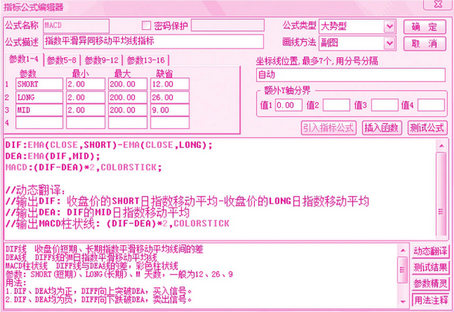 指标公式编辑器
公式名称 MACD 密码保护 公式类型 大势型 确 定
公式描述 指数平滑异同移动平均线指标 画线方法 副图 取 消
参数1-4 参数5-8 参数9-12 参数13-16
坐标线位置,最多7个,用分号分隔
参数 最小 最大 缺省
自动
1 SHORT 2.00 200.00 12.00
额外Y轴分界
2 LONG 2.00 200.00 26.00
值1 0.00 值2 值3 值4
3 MID 2.00 200.00 9.00
4
引入指标公式 插入函数 测试公式
DIF:EMA(CLOSE,SHORT)-EMA(CLOSE,LONG);
DEA:EMA(DIF,MID);
MACD:(DIF-DEA)*2,COLORSTICK;
//动态翻译:
//输出DIF: 收盘价的SHORT日指数移动平均-收盘价的LONG日指数移动平均
//输出DEA: DIF的MID日指数移动平均
//输出MACD柱状线: (DIF-DEA)*2,COLORSTICK
DIF线 收盘价短期、长期指数平滑移动平均线间的差
DEA线 DIFF线的M日指数平滑移动平均线
MACD柱状线 DIFF线与DEA线的差,彩色柱状线
参数: SHORT(短期)、LONG(长期)、M 天数,一般为12、26、9
用法:
1.DIF、DEA均为正,DIFF向上突破DEA,买入信号。
2.DIF、DEA均为负,DIFF向下跌破DEA,卖出信号。
动态翻译
测试结果
参数精灵
用法注释